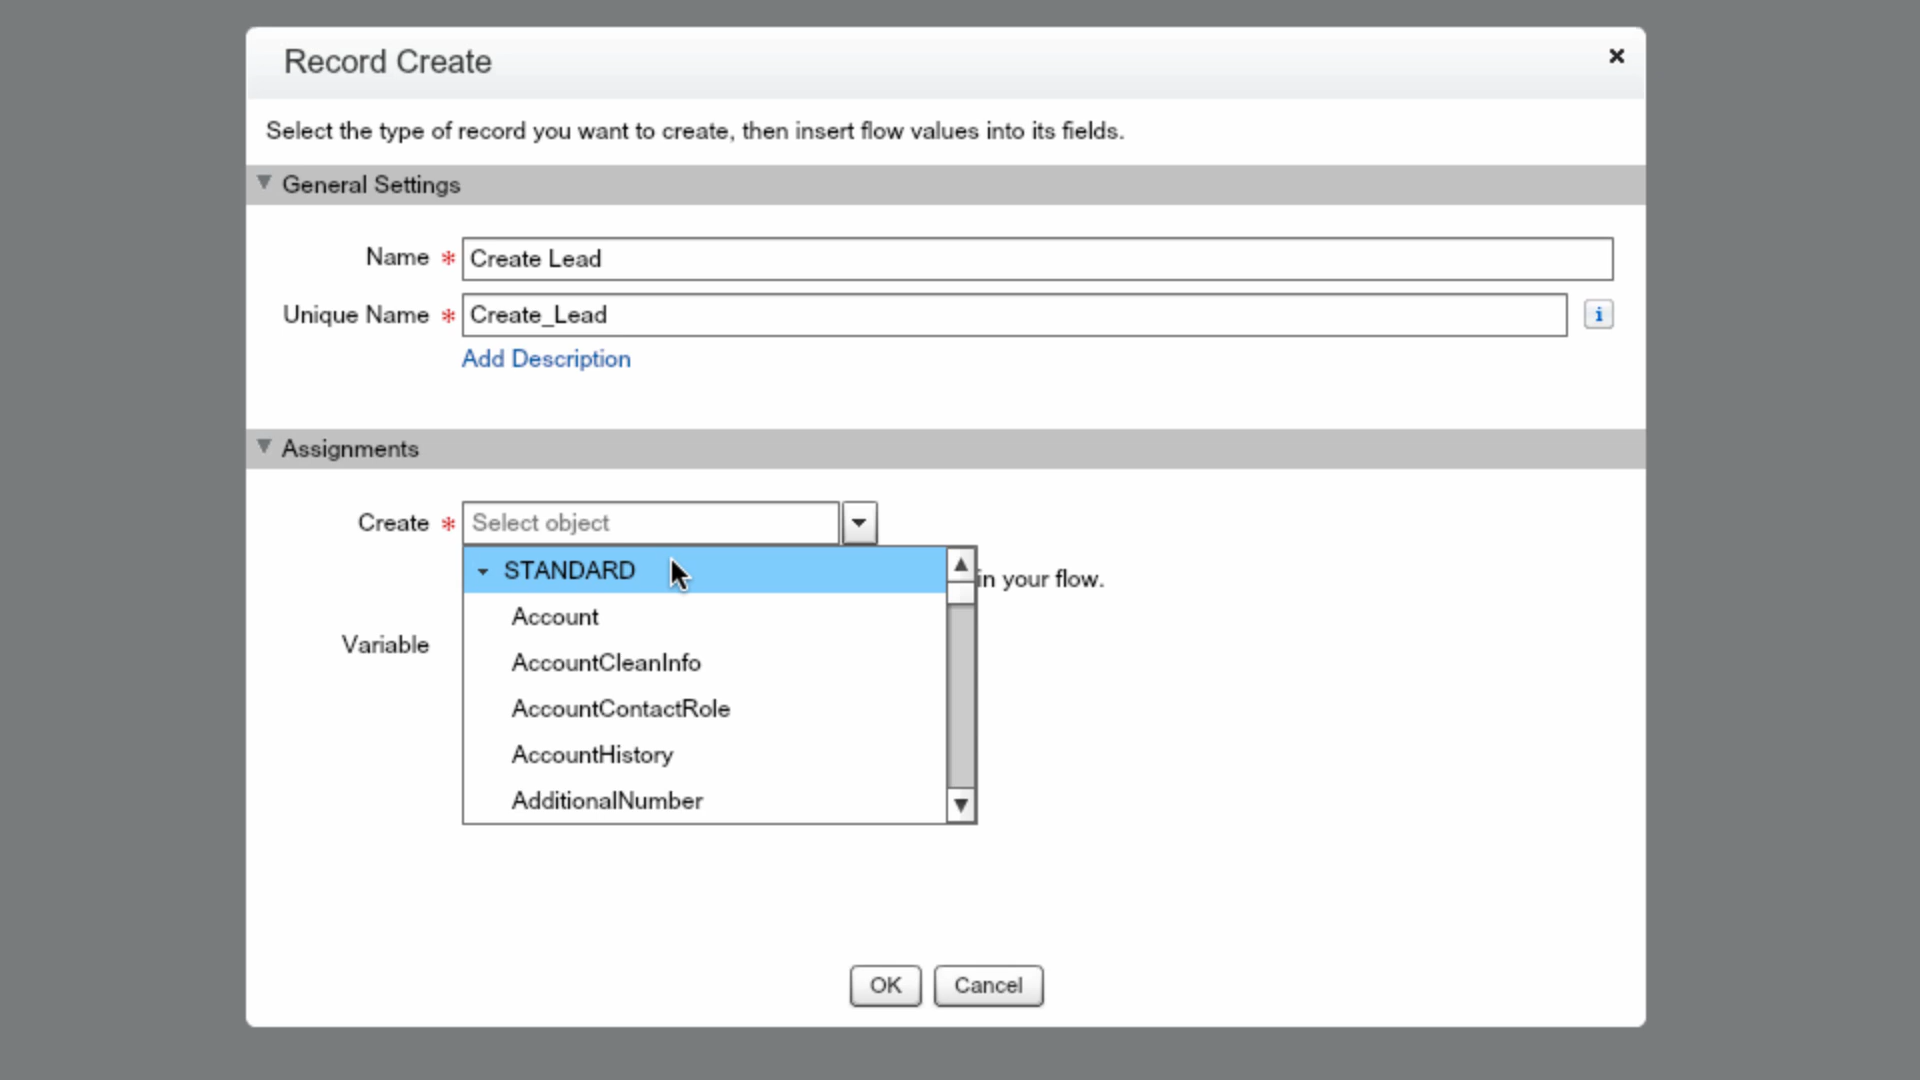 Record Create
Select the type of record you want to create, then insert flow values into its fields.
General Settings
Name * Create Lead
Unique Name * Create_Lead
i
Add Description
Assignments
Create * Select object
STANDARD
in your flow.
Account
Variable
AccountCleanInfo
AccountContactRole
AccountHistory
AdditionalNumber
OK Cancel